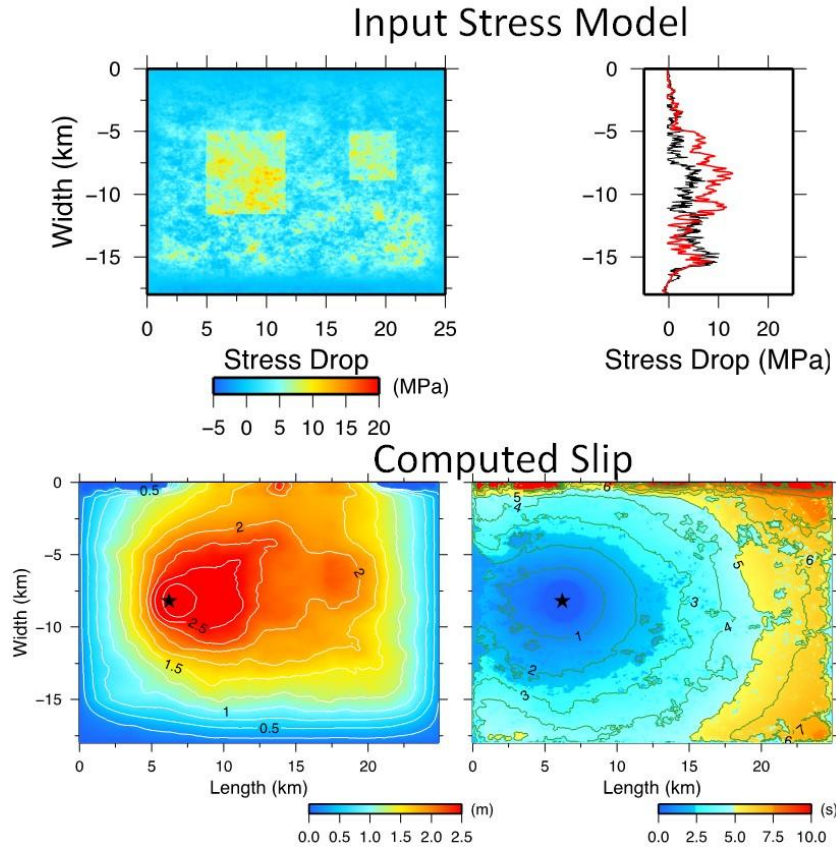 Input Stress Model
0
−5
−10
−15
Width (km)
0 5 10 15 20 25
Stress Drop
(MPa)
−5 0 5 10 15 20
0
−5
−10
−15
0 10 20
Stress Drop (MPa)
Computed Slip
0
−5
−10
−15
Width (km)
0.5
2
2
2.5
1.5
1
0.5
0 5 10 15 20
Length (km)
(m)
0.0 0.5 1.0 1.5 2.0 2.5
6
5
4
5
6
3
4
1
2
3
7
6
6
0 5 10 15 20
Length (km)
(s)
0.0 2.5 5.0 7.5 10.0